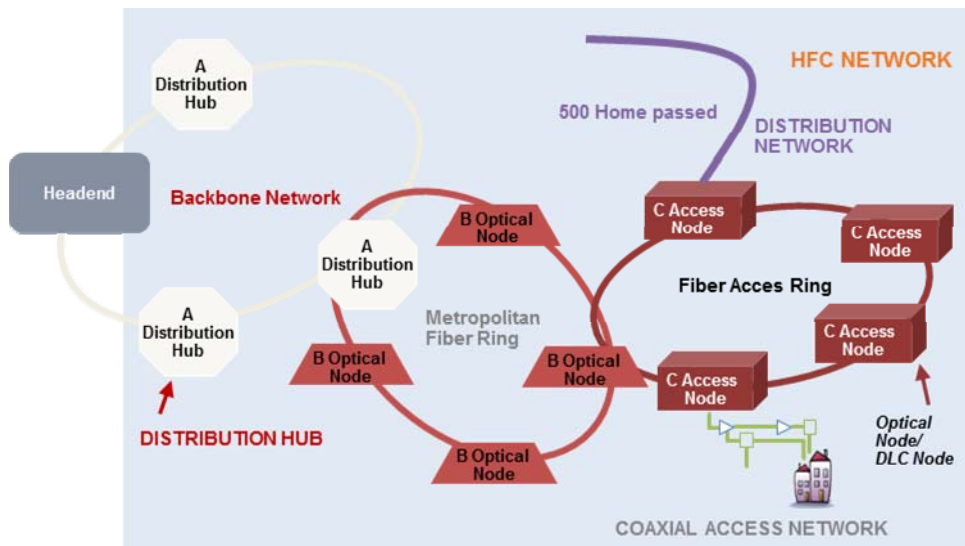 A
Distribution
Hub
HFC NETWORK
500 Home passed
DISTRIBUTION
NETWORK
Headend
Backbone Network
B Optical
Node
C Access
Node
C Access
Node
A
Distribution
Hub
Fiber Acces Ring
A
Distribution
Hub
Metropolitan
Fiber Ring
C Access
Node
B Optical
Node
B Optical
Node
C Access
Node
DISTRIBUTION HUB
B Optical
Node
Optical
Node/
DLC Node
COAXIAL ACCESS NETWORK